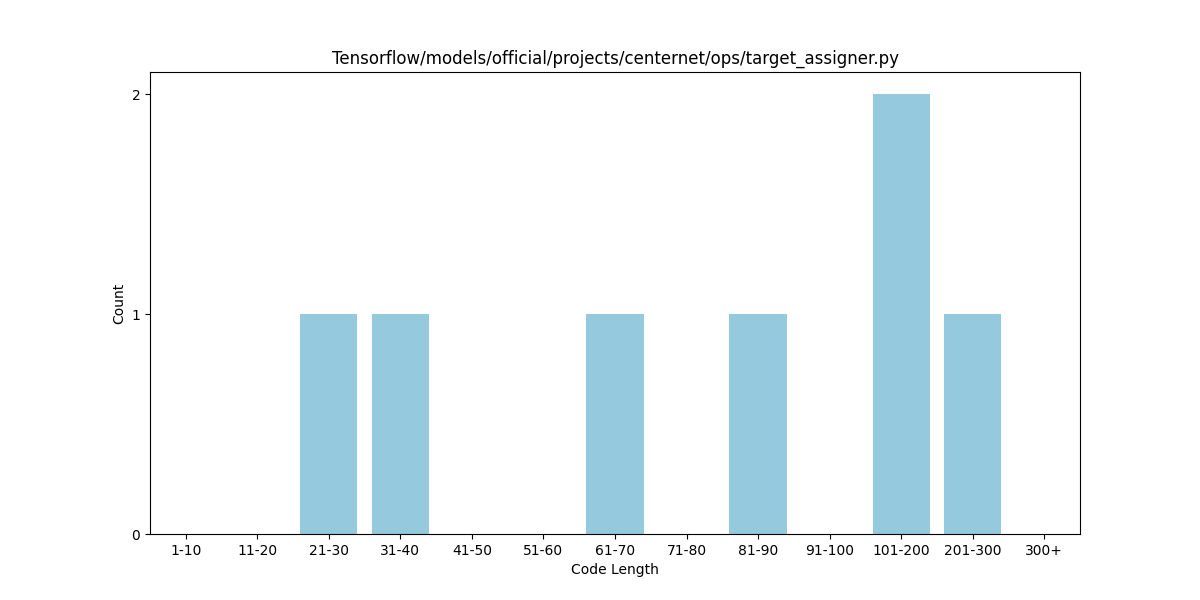 Tensorflow/models/official/projects/centernet/ops/target_assigner.py
Count
2
1
0
1-10 11-20 21-30 31-40 41-50 51-60 61-70 71-80 81-90 91-100 101-200 201-300 300+
Code Length